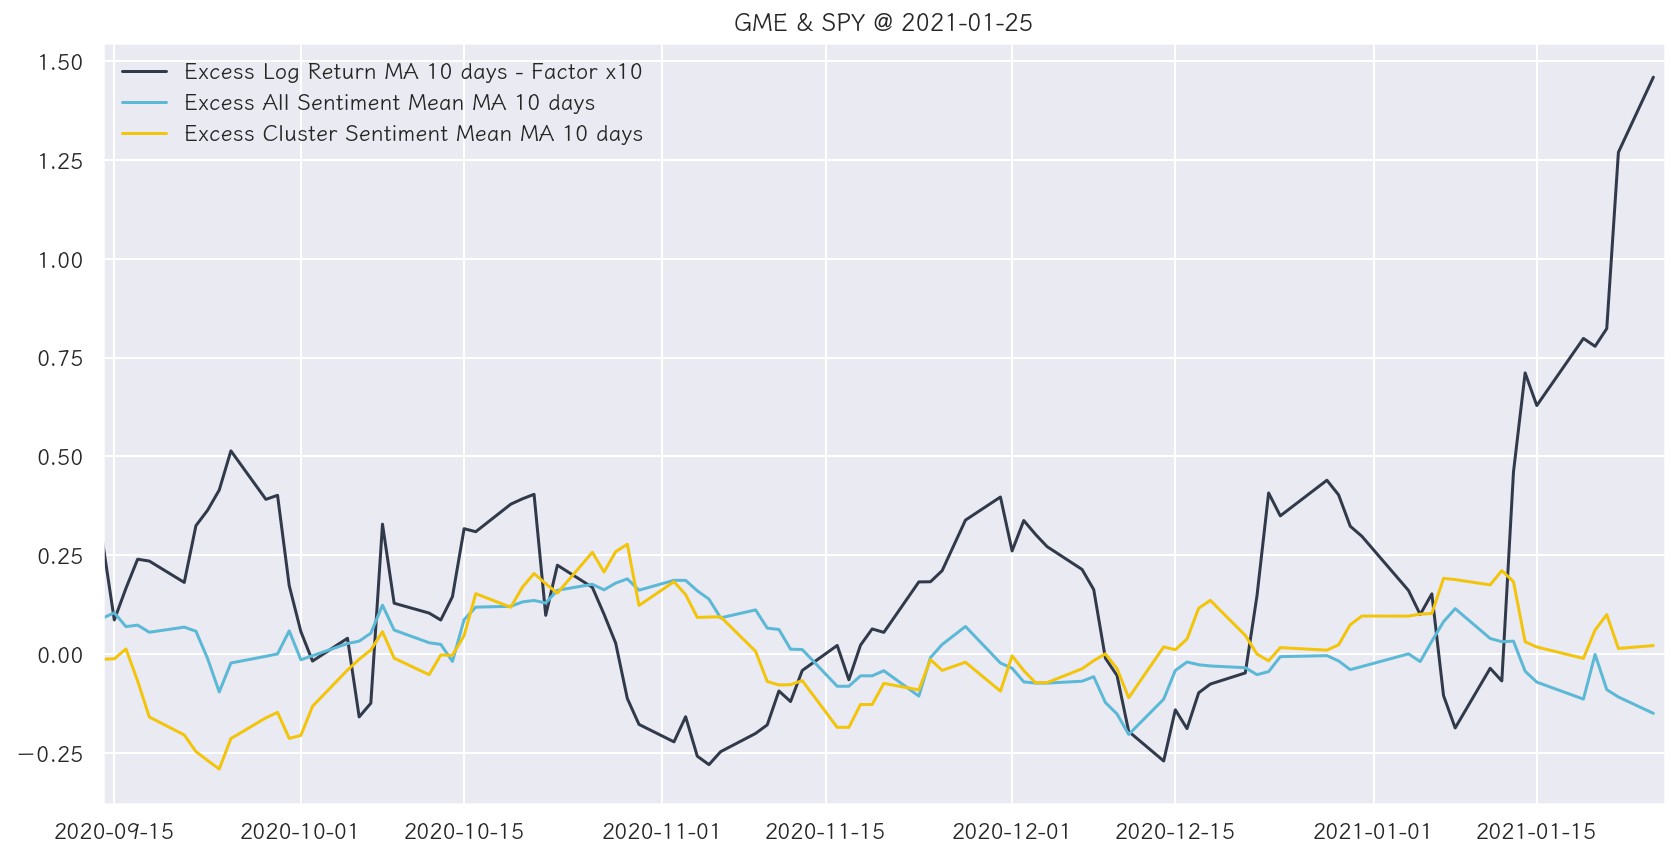 GME & SPY @ 2021-01-25
Excess Log Return MA 10 days - Factor x10
Excess All Sentiment Mean MA 10 days
Excess Cluster Sentiment Mean MA 10 days
1.50
1.25
1.00
0.75
0.50
0.25
0.00
−0.25
2020-09-15 2020-10-01 2020-10-15 2020-11-01 2020-11-15 2020-12-01 2020-12-15 2021-01-01 2021-01-15